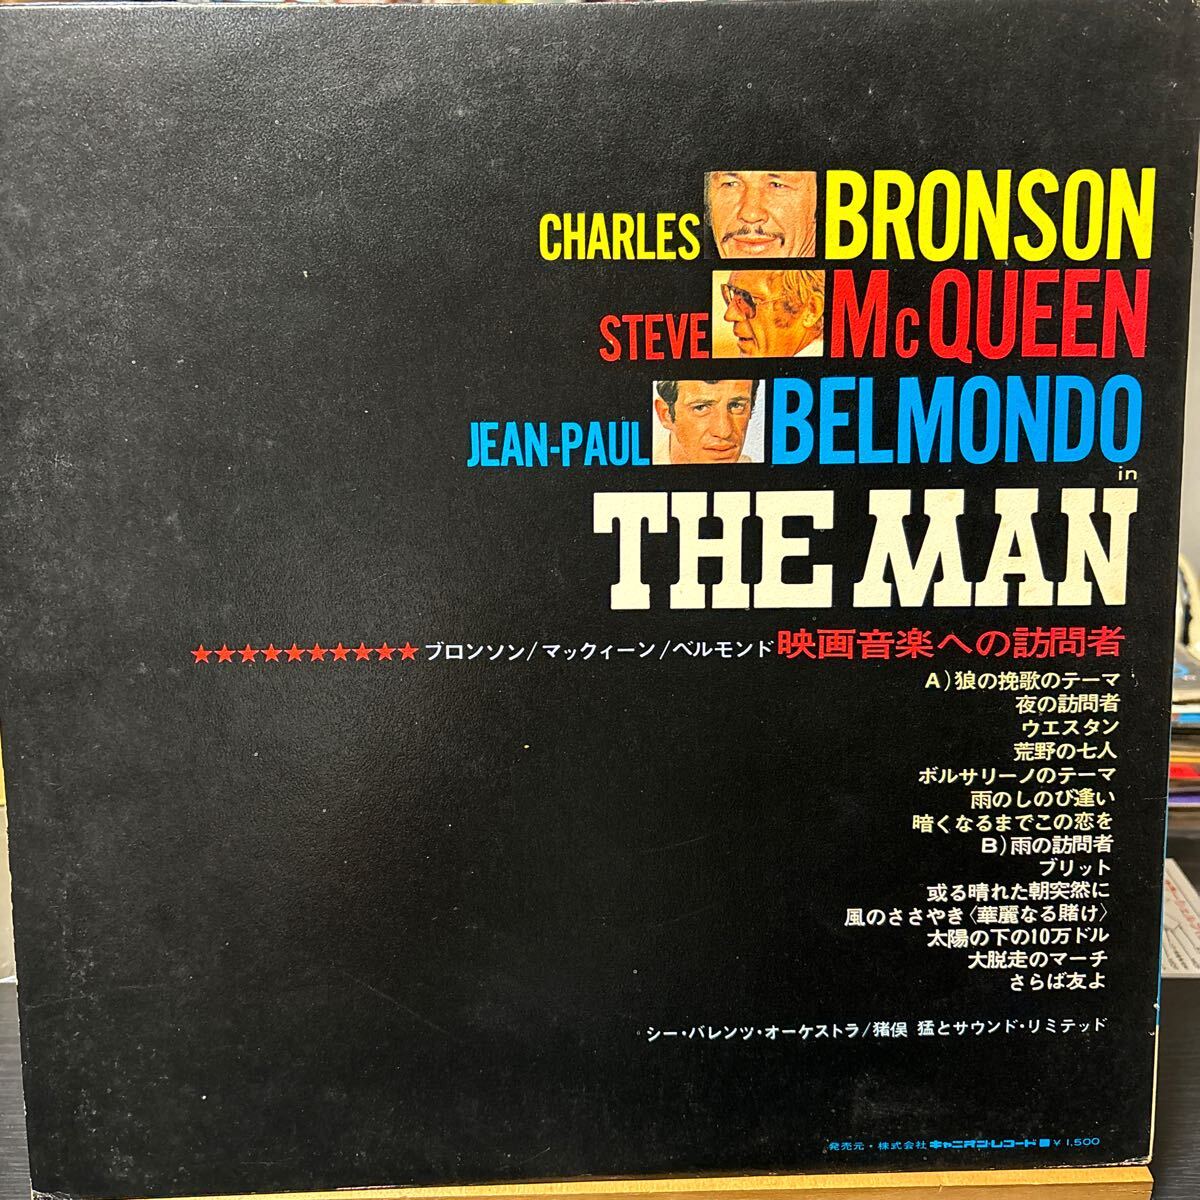 CHARLES BRONSON
STEVE McQUEEN
JEAN-PAUL BELMONDO
in
THE MAN
★★★★★★★★★★ブロンソン/マックィーン/ベルモンド映画音楽への訪問者
A)狼の挽歌のテーマ
夜の訪問者
ウエスタン
荒野の七人
ボルサリーノのテーマ
雨のしのび逢い
暗くなるまでこの恋を
B)雨の訪問者
ブリット
或る晴れた朝突然に
風のささやき〈華麗なる賭け〉
太陽の下の10万ドル
大脱走のマーチ
さらば友よ
シー・バレンツ・オーケストラ/猪俣 猛とサウンド・リミテッド
発売元・株式会社キャニオン・レコード ¥1,500